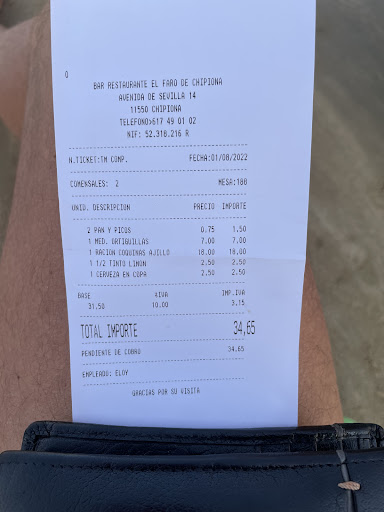 0
BAR RESTAURANTE EL FARO DE CHIPIONA
AVENIDA DE SEVILLA 14
11550 CHIPIONA
TELEFONO>617 49 01 02
NIF: 52.318.216 R
N.TICKET:TM COMP. FECHA:01/08/2022
COMENSALES: 2 MESA:108
UNID. DESCRIPCION PRECIO IMPORTE
2 PAN Y PICOS 0.75 1.50
1 MED. ORTIGUILLAS 7.00 7.00
1 RACION COQUINAS AJILLO 18.00 18.00
1 1/2 TINTO LIMON 2.50 2.50
1 CERVEZA EN COPA 2.50 2.50
BASE %IVA IMP.IVA
31.50 10.00 3.15
TOTAL IMPORTE 34,65
PENDIENTE DE COBRO 34.65
EMPLEADO: ELOY
GRACIAS POR SU VISITA